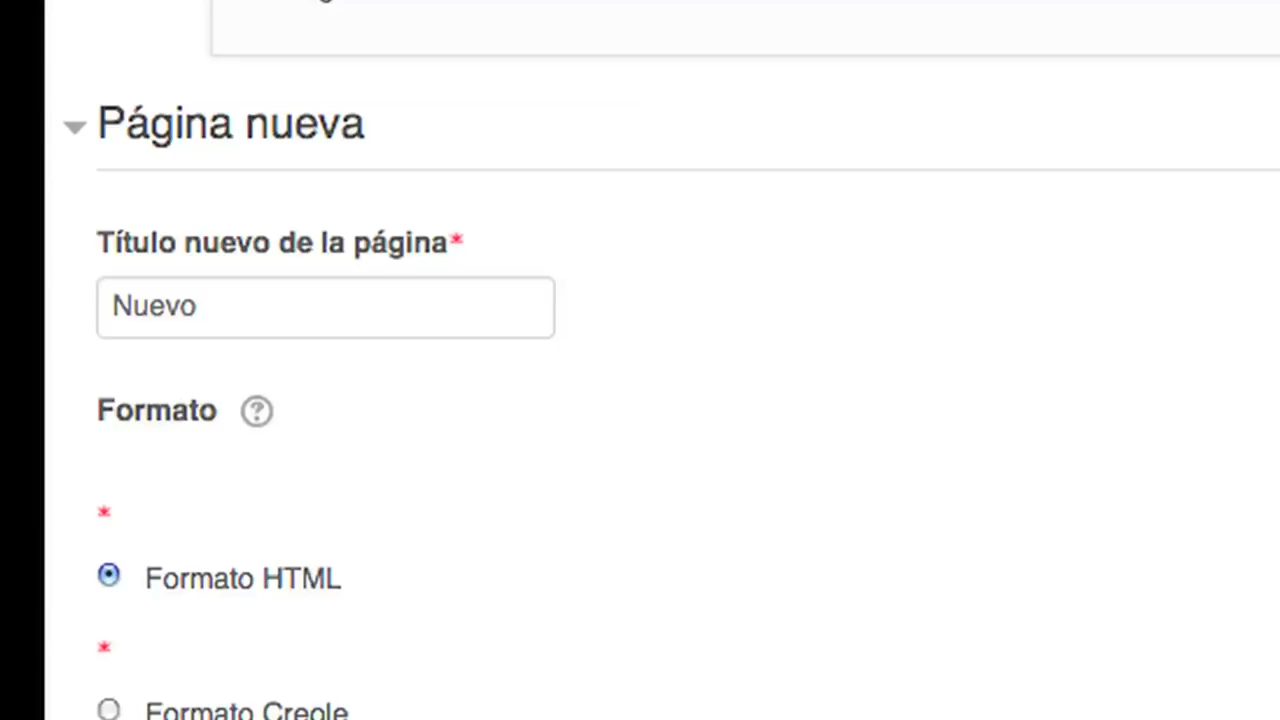 Página nueva
Título nuevo de la página*
Nuevo
Formato ?
*
Formato HTML
*
Formato Creole